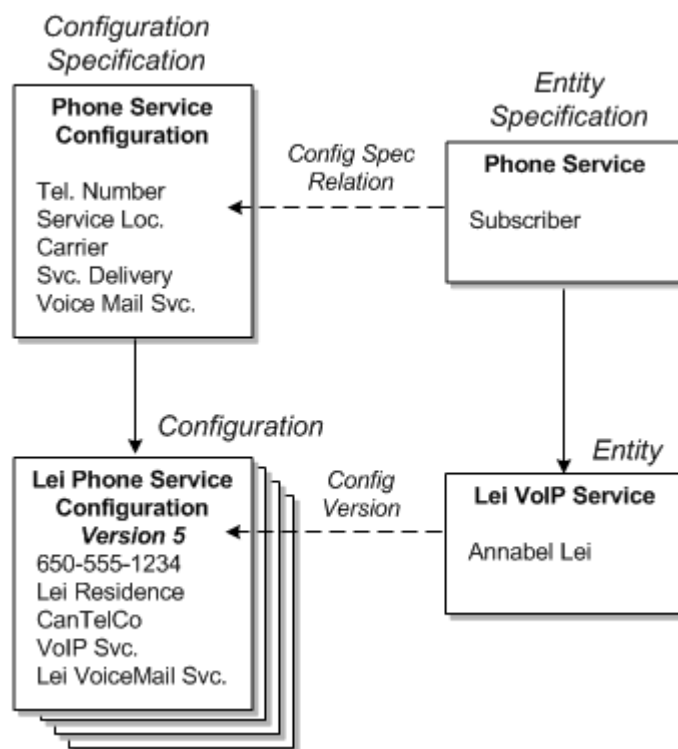 Configuration
Specification
Phone Service
Configuration
Tel. Number
Service Loc.
Carrier
Svc. Delivery
Voice Mail Svc.
Config Spec
Relation
Entity
Specification
Phone Service
Subscriber
Configuration
Lei Phone Service
Configuration
Version 5
650-555-1234
Lei Residence
CanTelCo
VoIP Svc.
Lei VoiceMail Svc.
Config
Version
Entity
Lei VoIP Service
Annabel Lei